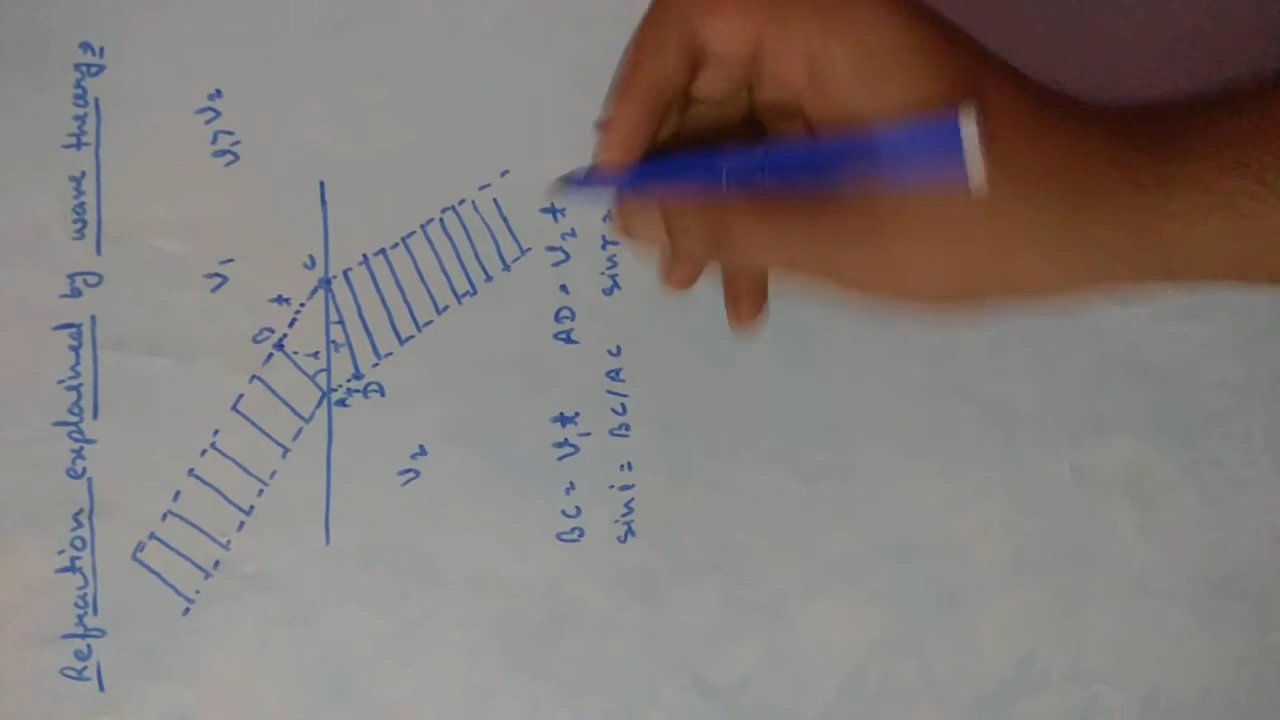 Refraction explained by wave theory:
v₁ v₁>v₂
B t
C
i
r
A
D
v₂
BC = v₁t AD = v₂t
sin i = BC/AC sin r =